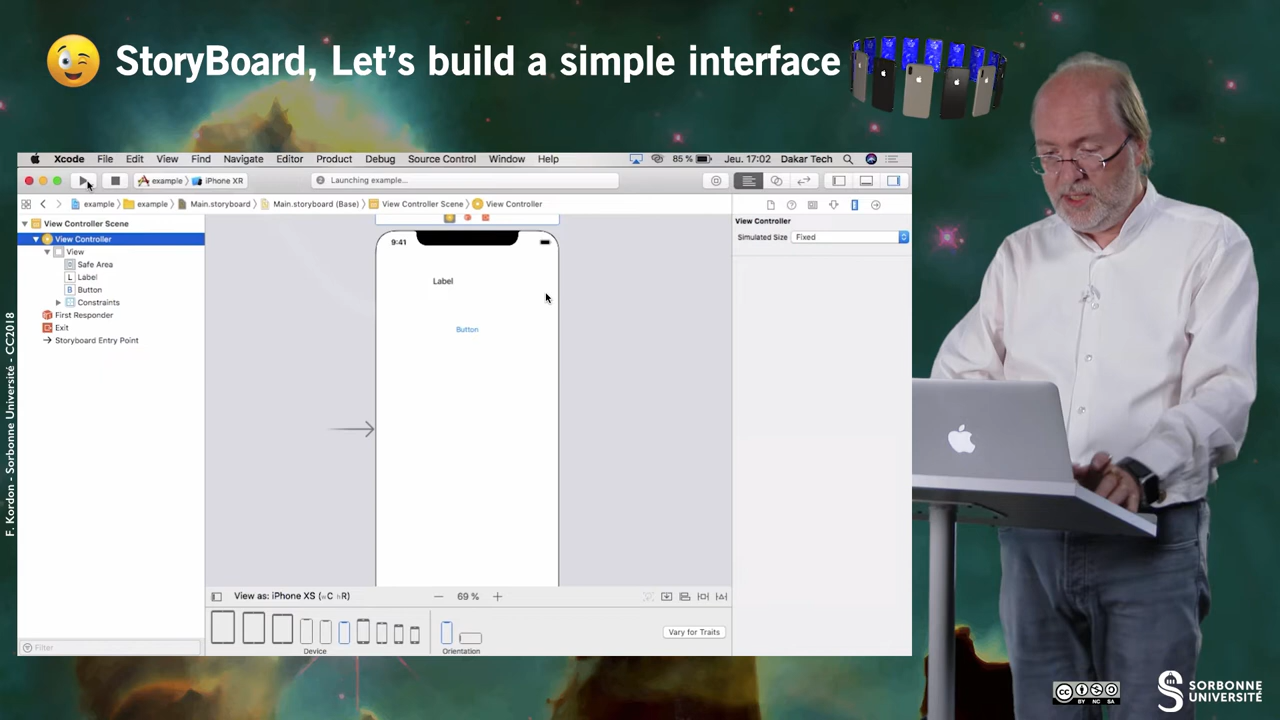 StoryBoard, Let's build a simple interface
Xcode File Edit View Find Navigate Editor Product Debug Source Control Window Help 85 % Jeu. 17:02 Dakar Tech
example iPhone XR Launching example...
example example Main.storyboard Main.storyboard (Base) View Controller Scene View Controller
View Controller Scene
View Controller
View
Safe Area
L Label
B Button
Constraints
First Responder
Exit
Storyboard Entry Point
9:41
Label
Button
View Controller
Simulated Size Fixed
View as: iPhone XS (wC hR) 69 %
Device
Orientation
Vary for Traits
Filter
F. Kordon - Sorbonne Université - CC2018
CC BY NC SA
SORBONNE
UNIVERSITÉ